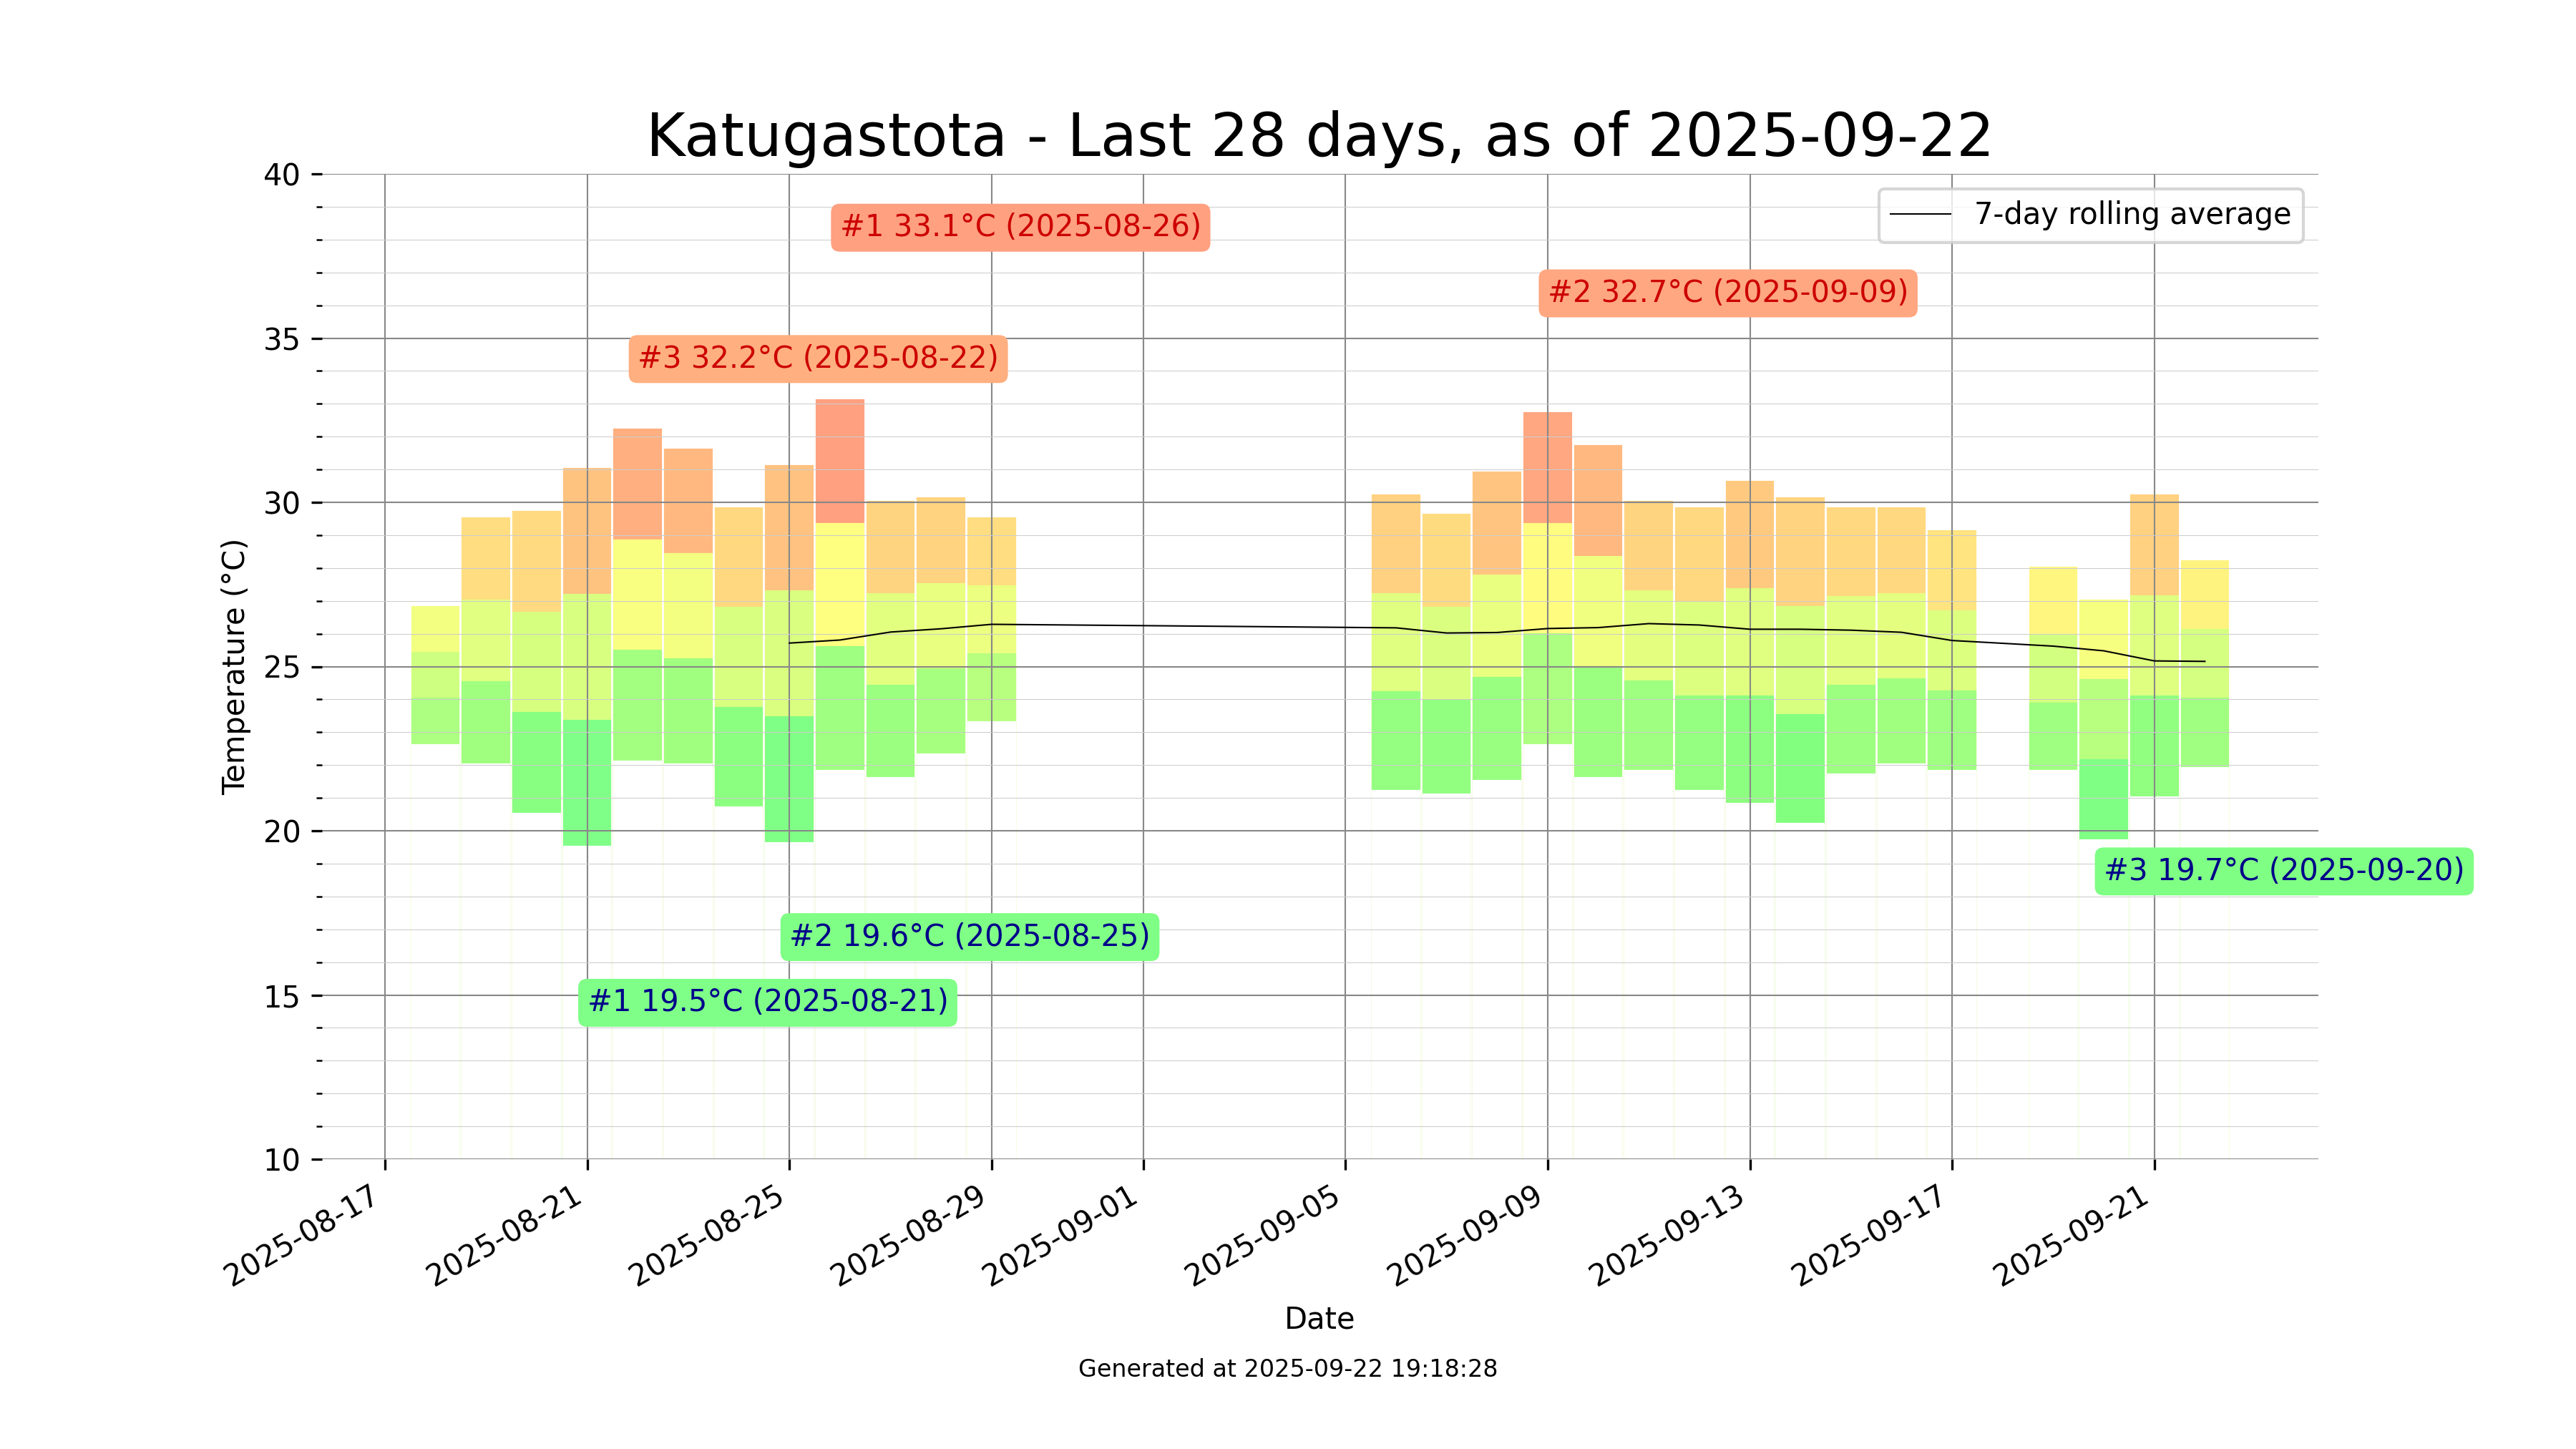 Katugastota - Last 28 days, as of 2025-09-22
7-day rolling average
#1 33.1°C (2025-08-26)
#2 32.7°C (2025-09-09)
#3 32.2°C (2025-08-22)
#3 19.7°C (2025-09-20)
#2 19.6°C (2025-08-25)
#1 19.5°C (2025-08-21)
Temperature (°C)
40
35
30
25
20
15
10
2025-08-17
2025-08-21
2025-08-25
2025-08-29
2025-09-01
2025-09-05
2025-09-09
2025-09-13
2025-09-17
2025-09-21
Date
Generated at 2025-09-22 19:18:28